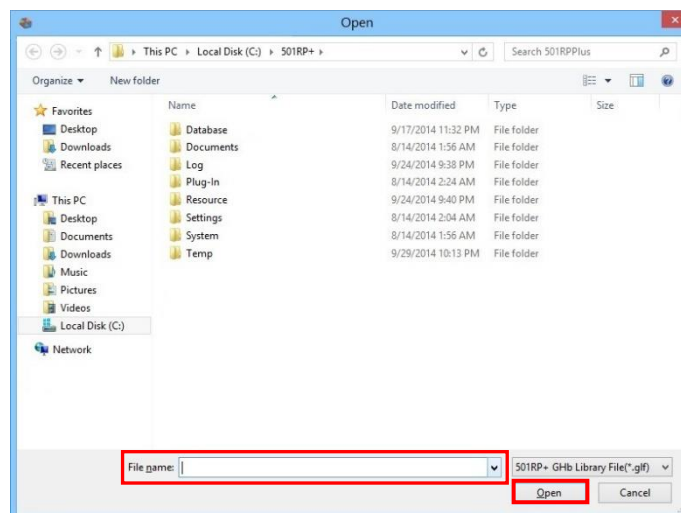 Open
This PC Local Disk (C:) 501RP+ Search 501RPPlus
Organize New folder
Name Date modified Type Size
Favorites
Desktop
Downloads
Recent places
This PC
Desktop
Documents
Downloads
Music
Pictures
Videos
Local Disk (C:)
Network
Database 9/17/2014 11:32 PM File folder
Documents 8/14/2014 1:56 AM File folder
Log 9/24/2014 9:38 PM File folder
Plug-In 8/14/2014 2:24 AM File folder
Resource 9/24/2014 9:40 PM File folder
Settings 8/14/2014 2:04 AM File folder
System 8/14/2014 1:56 AM File folder
Temp 9/29/2014 10:13 PM File folder
File name: 501RP+ GHb Library File(*.glf)
Open Cancel